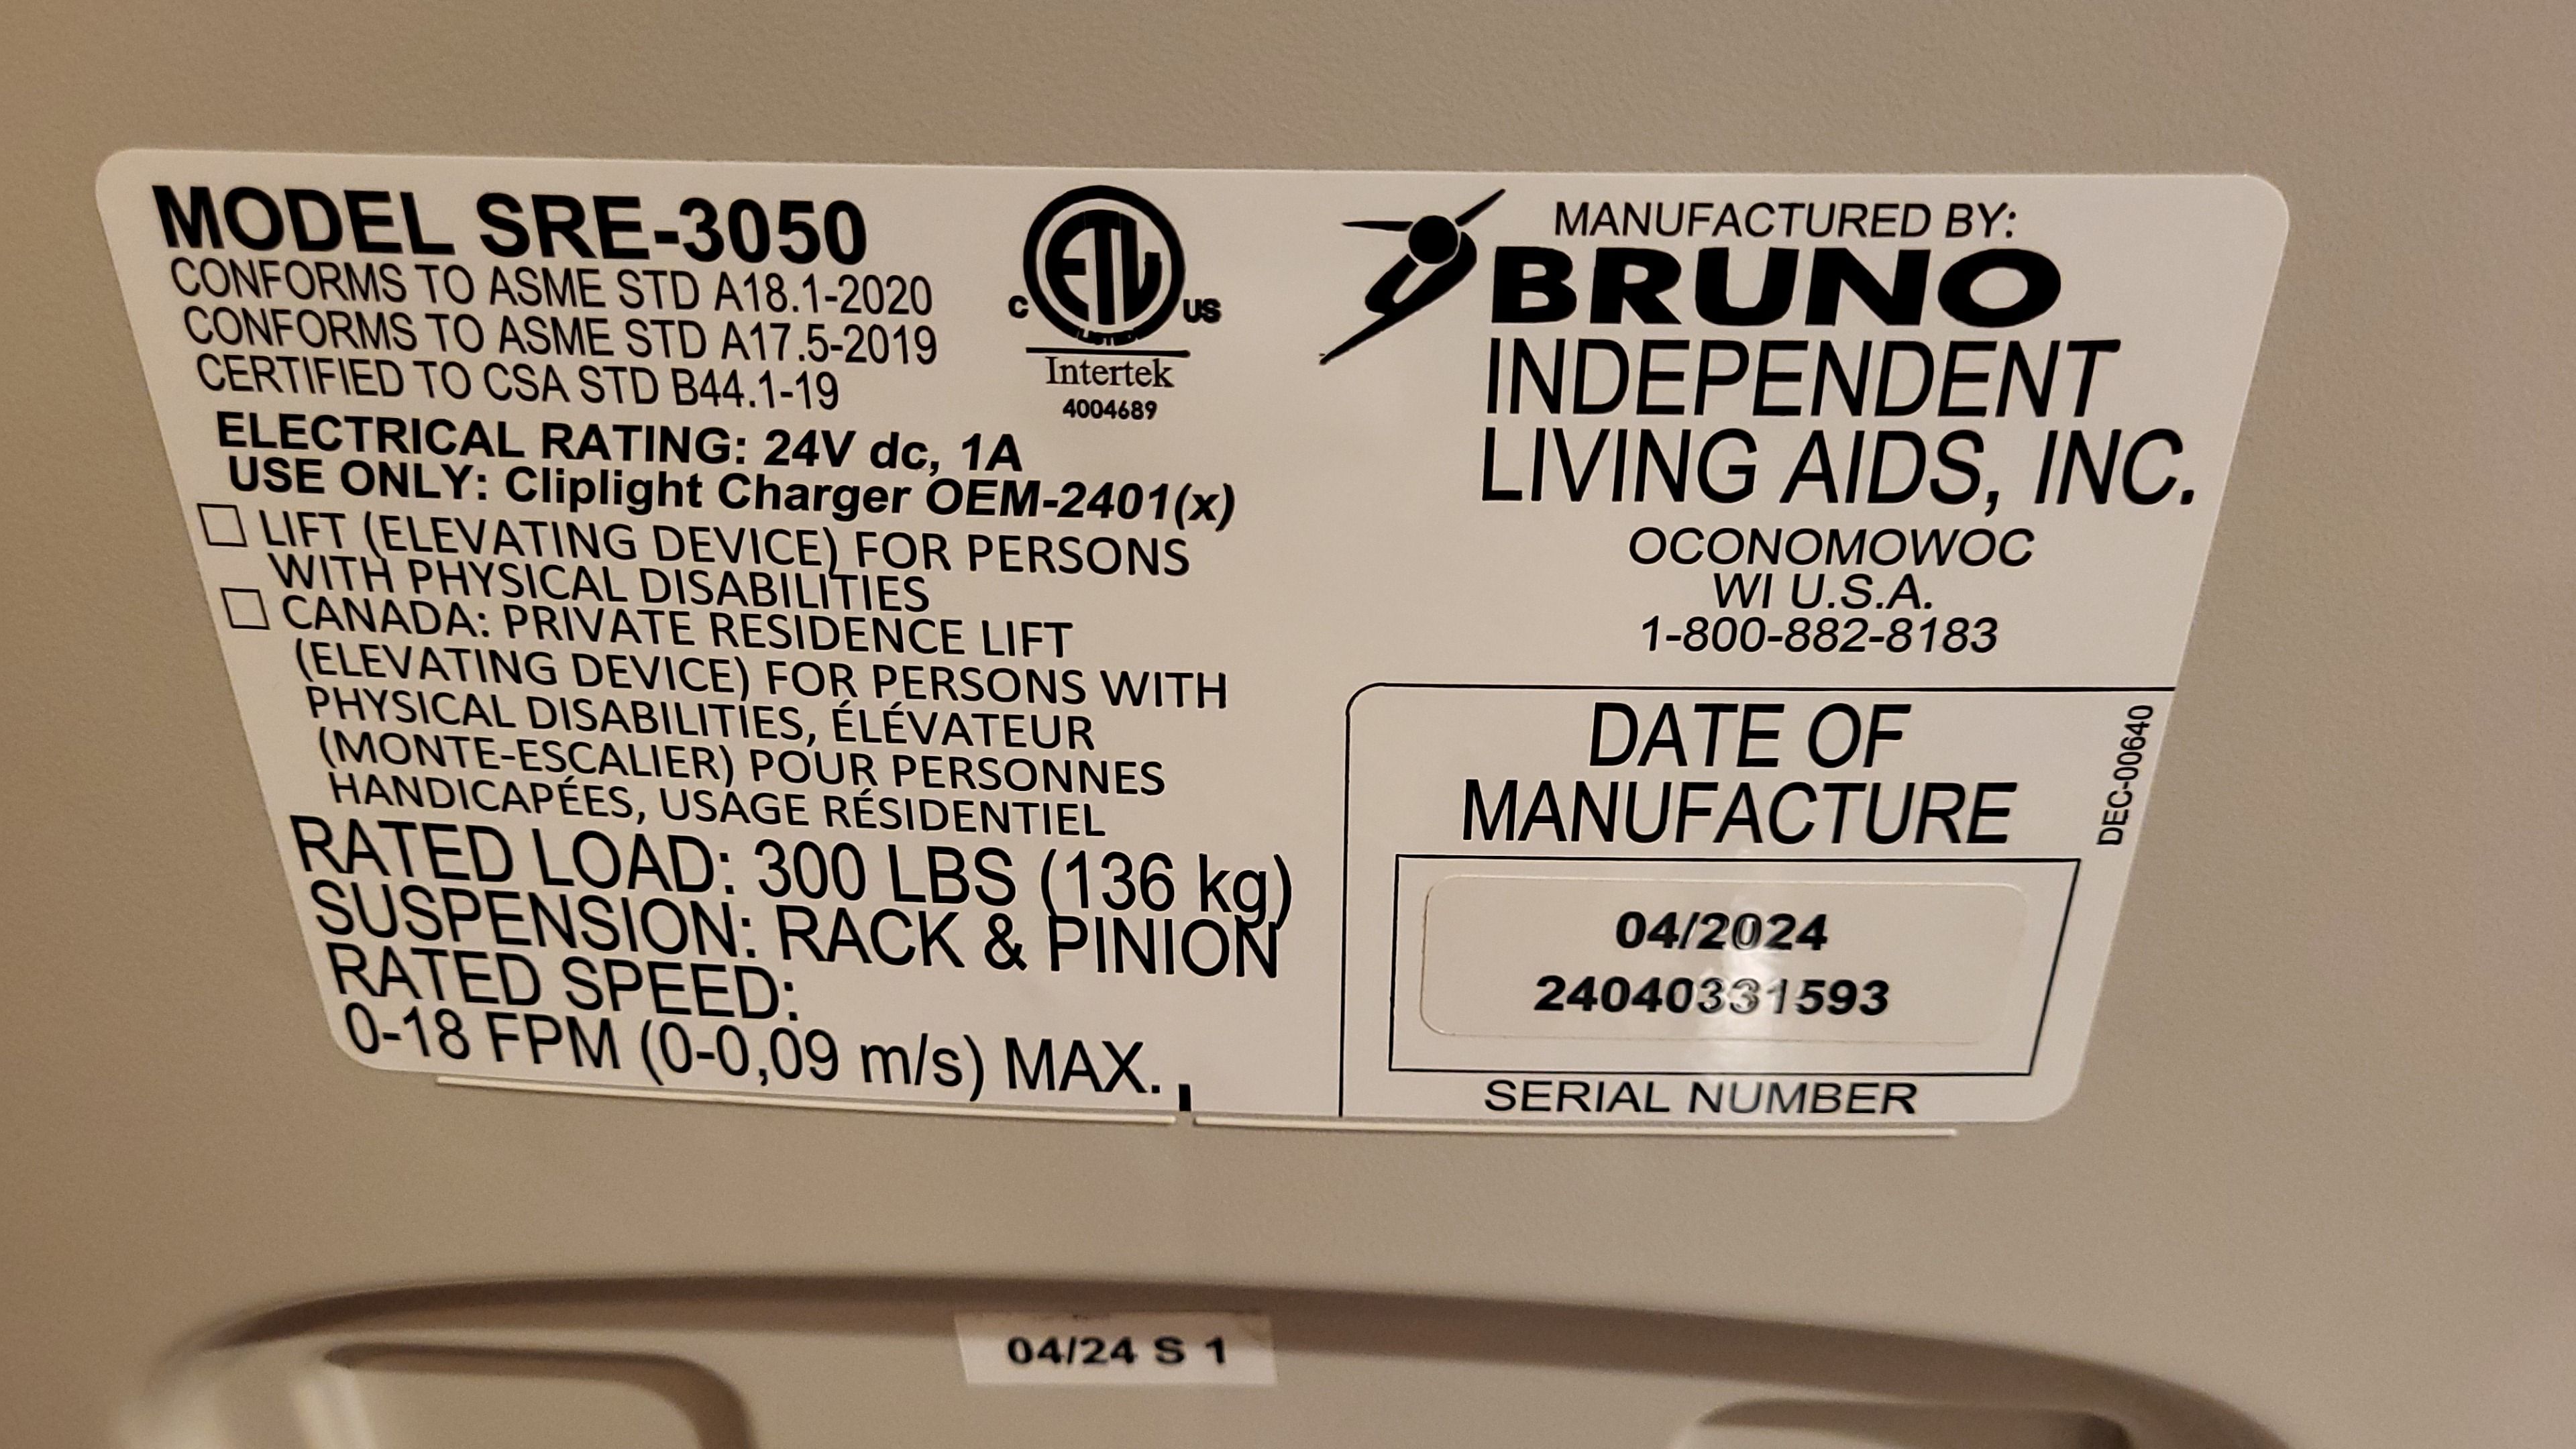 MODEL SRE-3050
CONFORMS TO ASME STD A18.1-2020
CONFORMS TO ASME STD A17.5-2019
CERTIFIED TO CSA STD B44.1-19
ELECTRICAL RATING: 24V dc, 1A
USE ONLY: Cliplight Charger OEM-2401(x)
LIFT (ELEVATING DEVICE) FOR PERSONS
WITH PHYSICAL DISABILITIES
CANADA: PRIVATE RESIDENCE LIFT
(ELEVATING DEVICE) FOR PERSONS WITH
PHYSICAL DISABILITIES, ÉLÉVATEUR
(MONTE-ESCALIER) POUR PERSONNES
HANDICAPÉES, USAGE RÉSIDENTIEL
RATED LOAD: 300 LBS (136 kg)
SUSPENSION: RACK & PINION
RATED SPEED:
0-18 FPM (0-0,09 m/s) MAX.
ETL
C US
LISTED
Intertek
4004689
MANUFACTURED BY:
BRUNO
INDEPENDENT
LIVING AIDS, INC.
OCONOMOWOC
WI U.S.A.
1-800-882-8183
DATE OF
MANUFACTURE
04/2024
24040331593
SERIAL NUMBER
DEC-00640
04/24 S 1